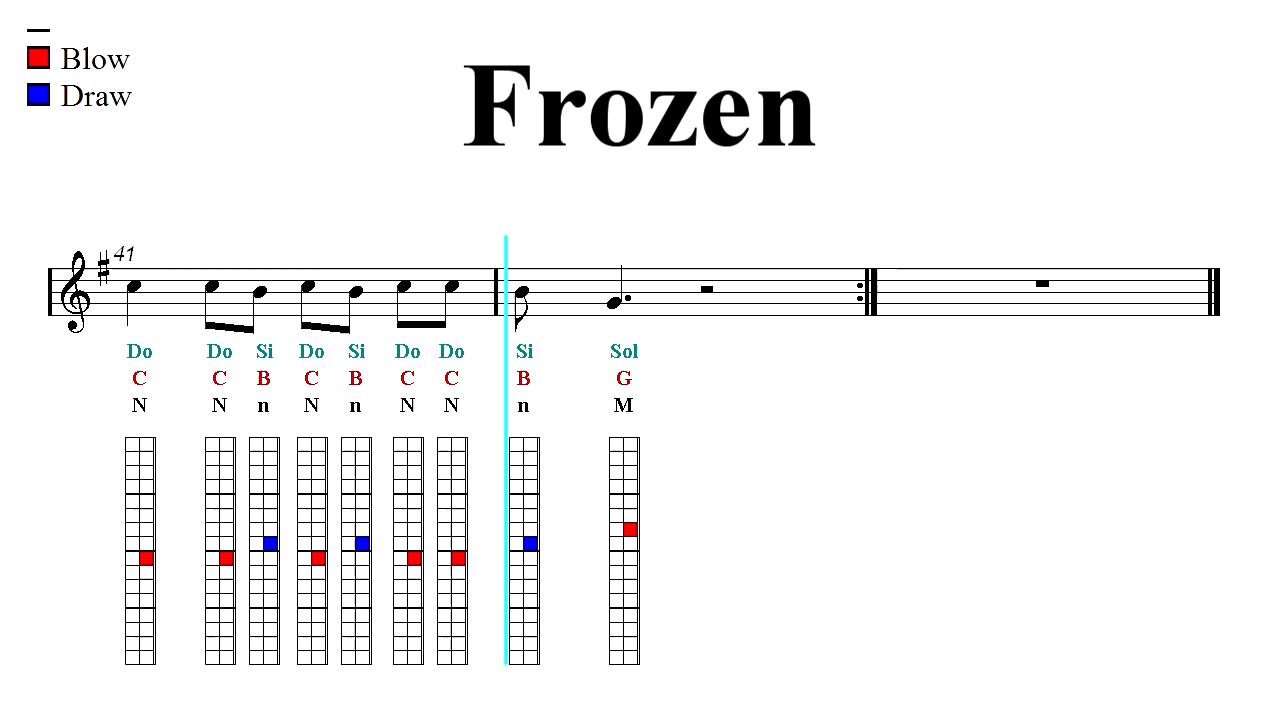 Blow
Draw
Frozen
41
Do Do Si Do Si Do Do Si Sol
C C B C B C C B G
N N n N n N N n M